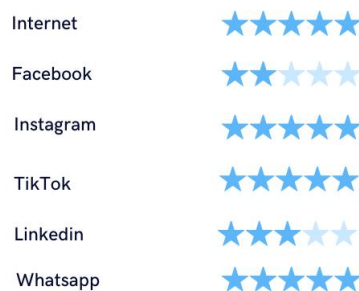 Internet
Facebook
Instagram
TikTok
Linkedin
Whatsapp